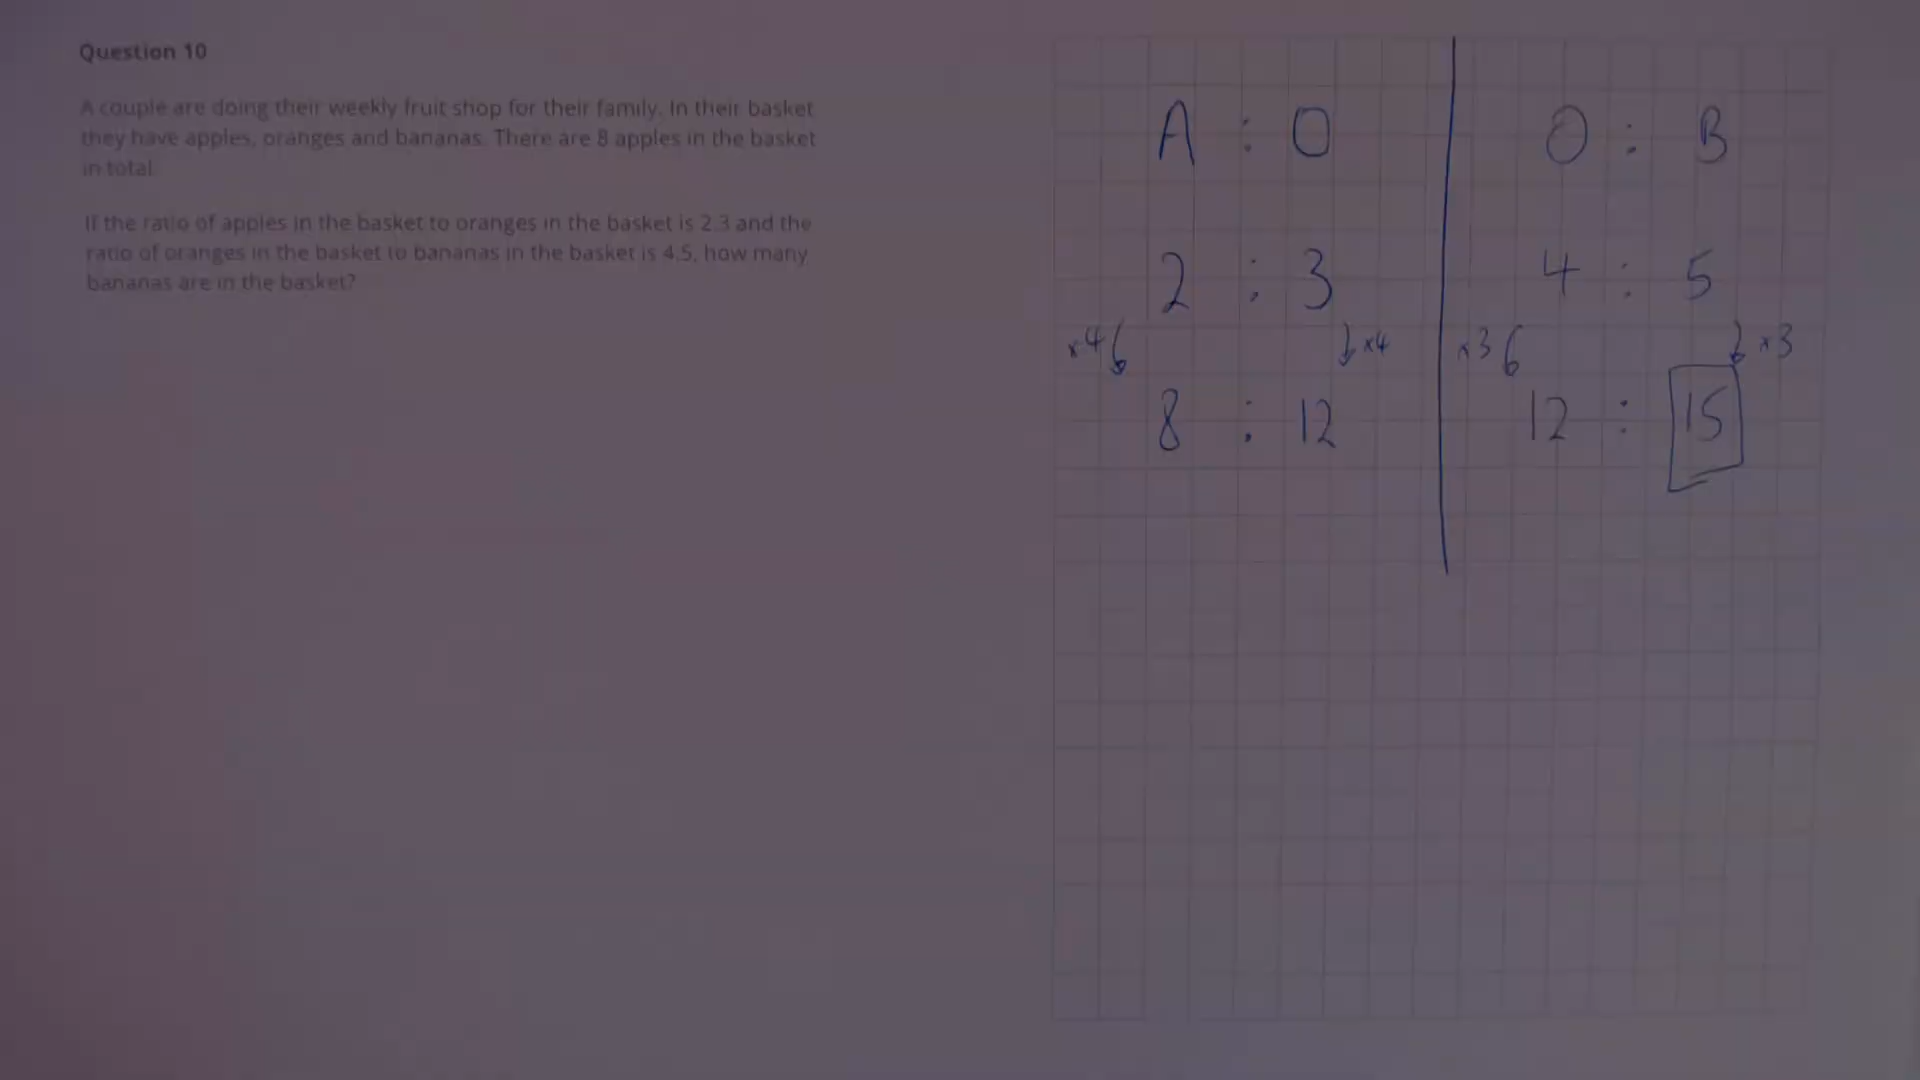 Question 10
A couple are doing their weekly fruit shop for their family. In their basket
they have apples, oranges and bananas. There are 8 apples in the basket
in total.
If the ratio of apples in the basket to oranges in the basket is 2:3 and the
ratio of oranges in the basket to bananas in the basket is 4:5, how many
bananas are in the basket?
A : O
2 : 3
×4 ×4
8 : 12
O : B
4 : 5
×3 ×3
12 : 15